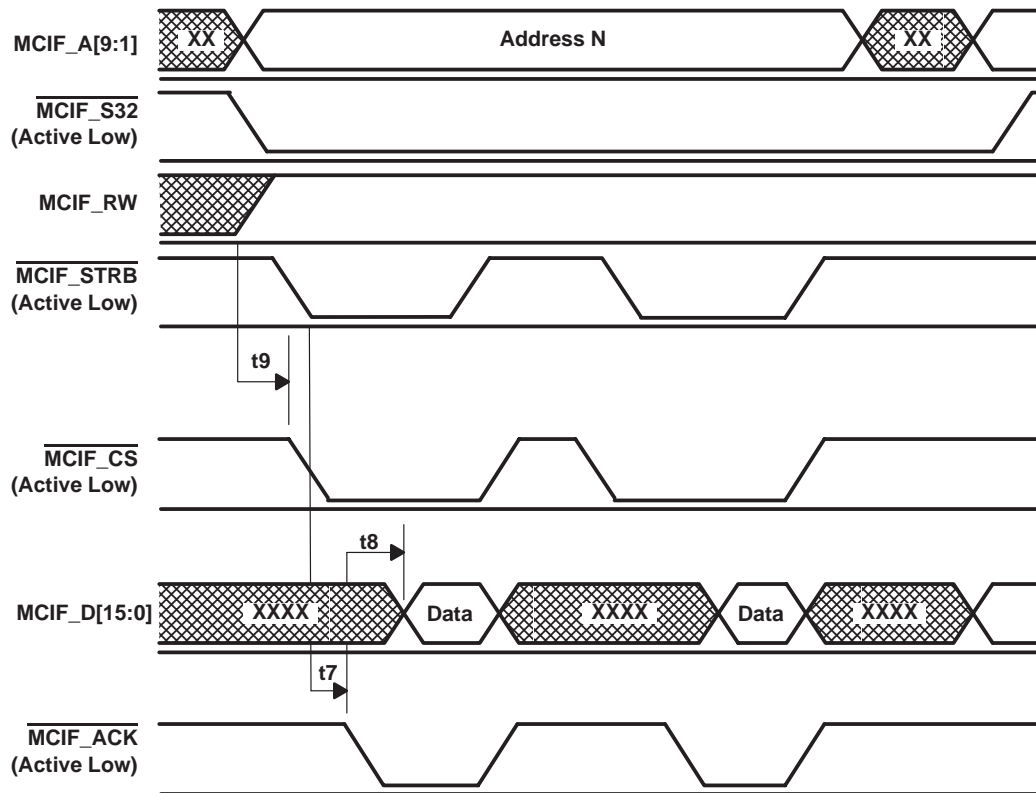 MCIF_A[9:1]
XX
Address N
XX
MCIF_S32
(Active Low)
MCIF_RW
MCIF_STRB
(Active Low)
t9
MCIF_CS
(Active Low)
t8
MCIF_D[15:0]
XXXX
Data
XXXX
Data
XXXX
t7
MCIF_ACK
(Active Low)